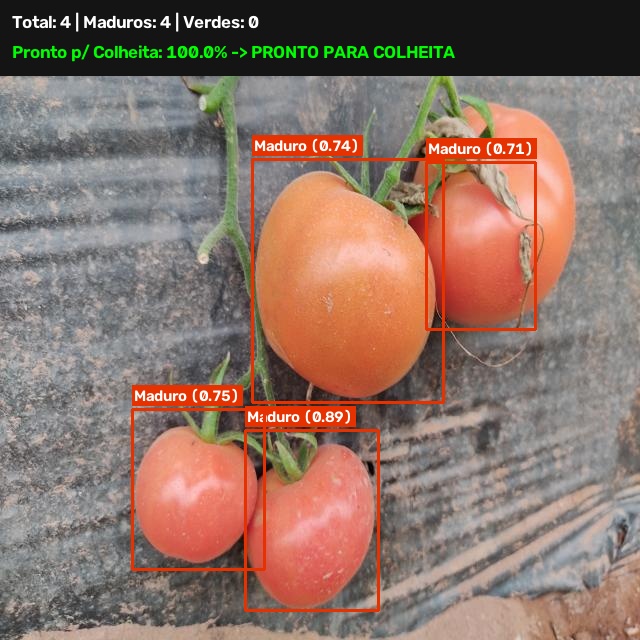 Total: 4 | Maduros: 4 | Verdes: 0
Pronto p/ Colheita: 100.0% -> PRONTO PARA COLHEITA
Maduro (0.74)
Maduro (0.71)
Maduro (0.75)
Maduro (0.89)